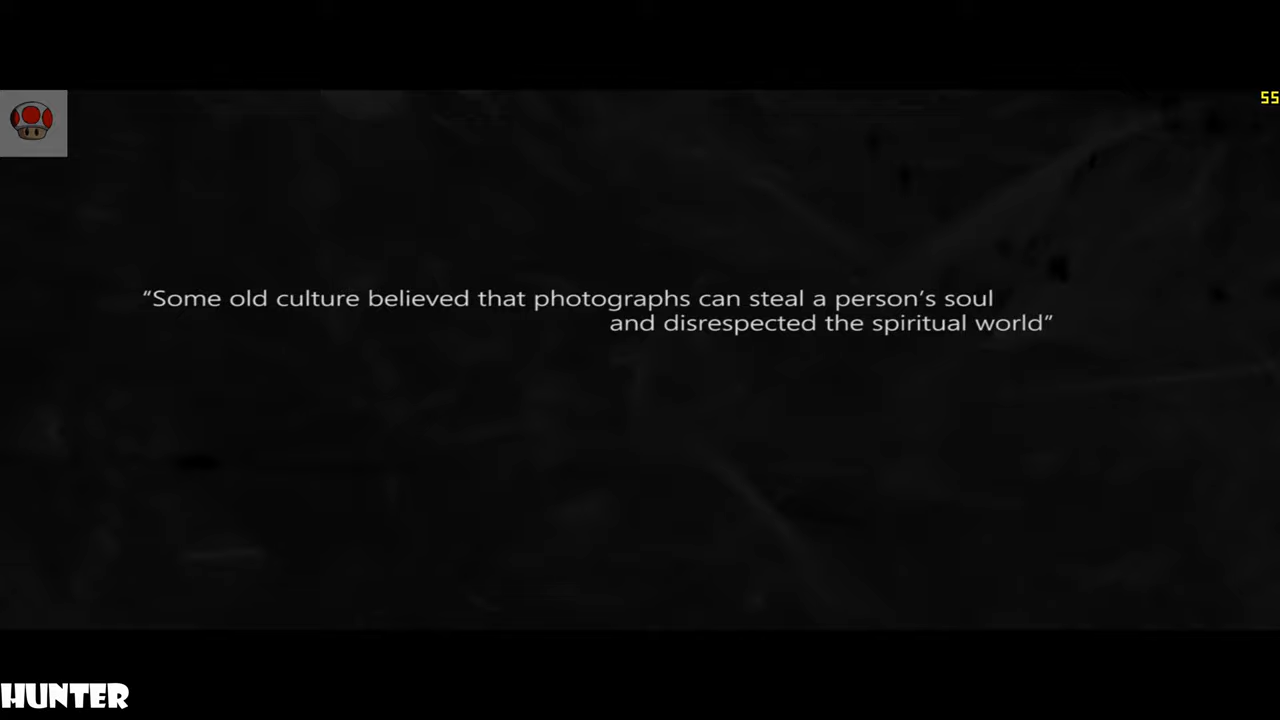 55
“Some old culture believed that photographs can steal a person’s soul
and disrespected the spiritual world”
HUNTER